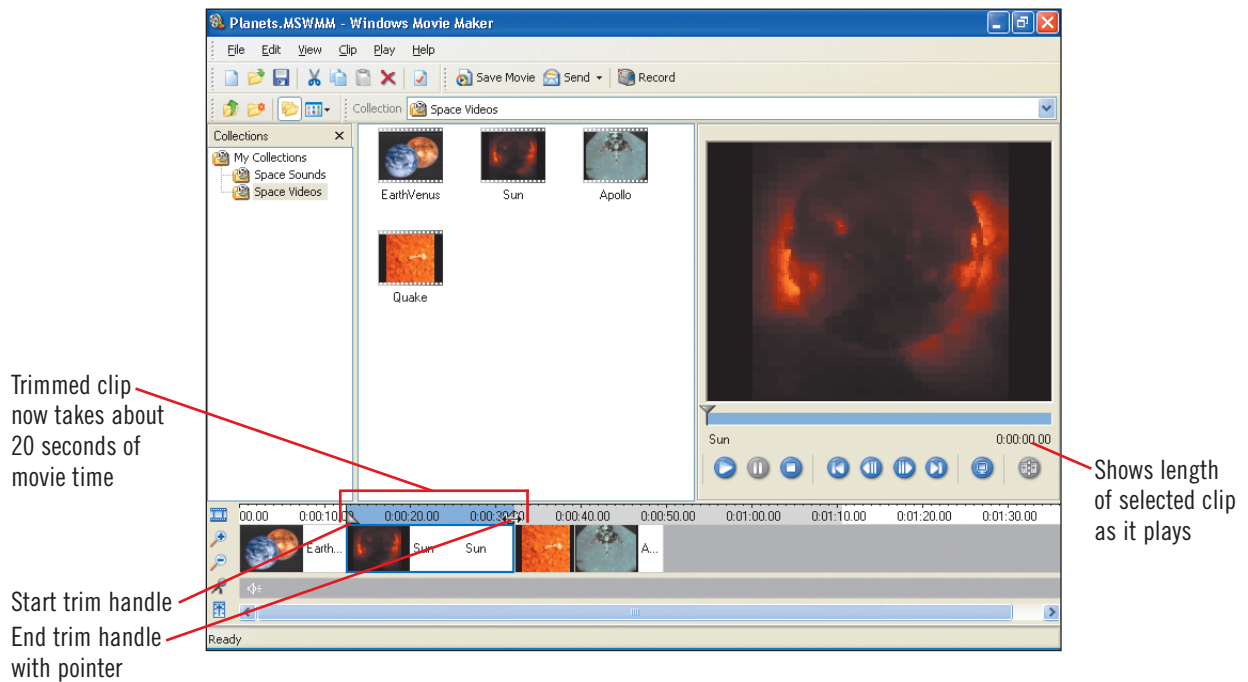 Planets.MSWMM - Windows Movie Maker
File Edit View Clip Play Help
Save Movie Send Record
Collection Space Videos
Collections
My Collections
Space Sounds
Space Videos
EarthVenus Sun Apollo
Quake
Sun 0:00:00.00
Trimmed clip
now takes about
20 seconds of
movie time
Shows length
of selected clip
as it plays
00.00 0:00:10.00 0:00:20.00 0:00:30.00 0:00:40.00 0:00:50.00 0:01:00.00 0:01:10.00 0:01:20.00 0:01:30.00
Earth... Sun Sun A...
Start trim handle
End trim handle
with pointer
Ready